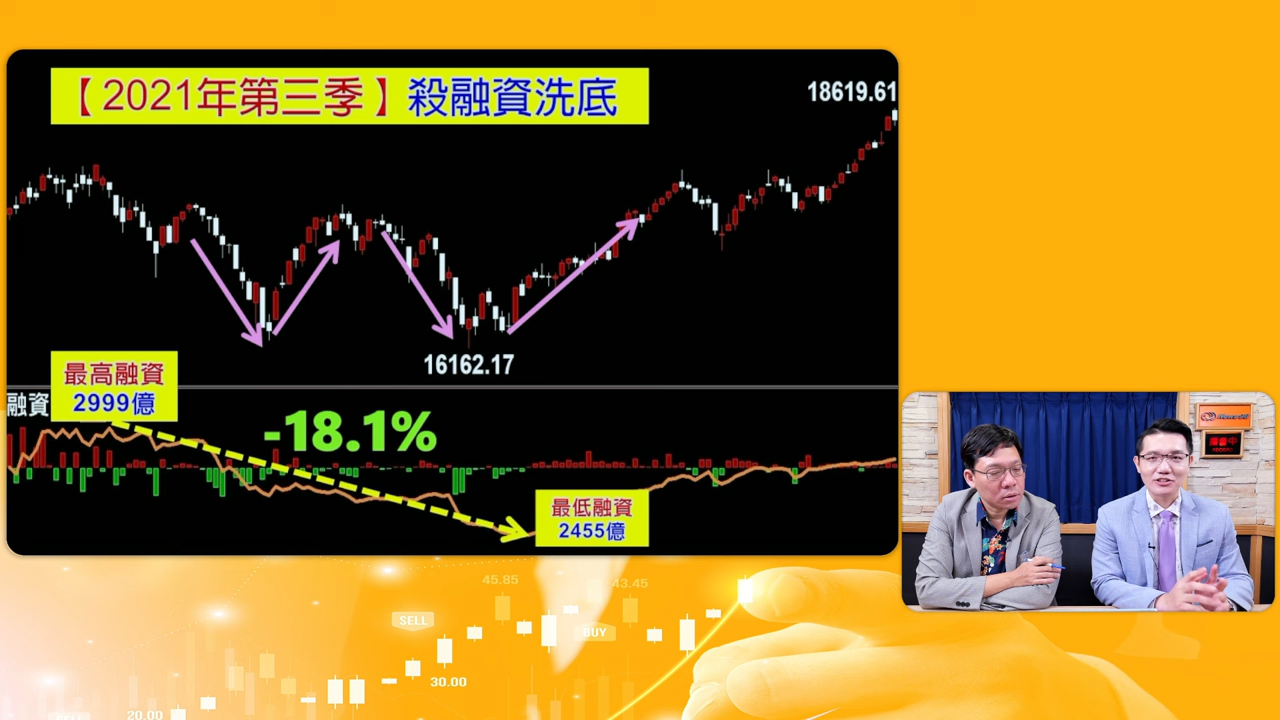 【2021年第三季】殺融資洗底
18619.61
16162.17
最高融資
2999億
融資
-18.1%
最低融資
2455億
45.85
43.45
SELL
BUY
30.00
20.00
SELL